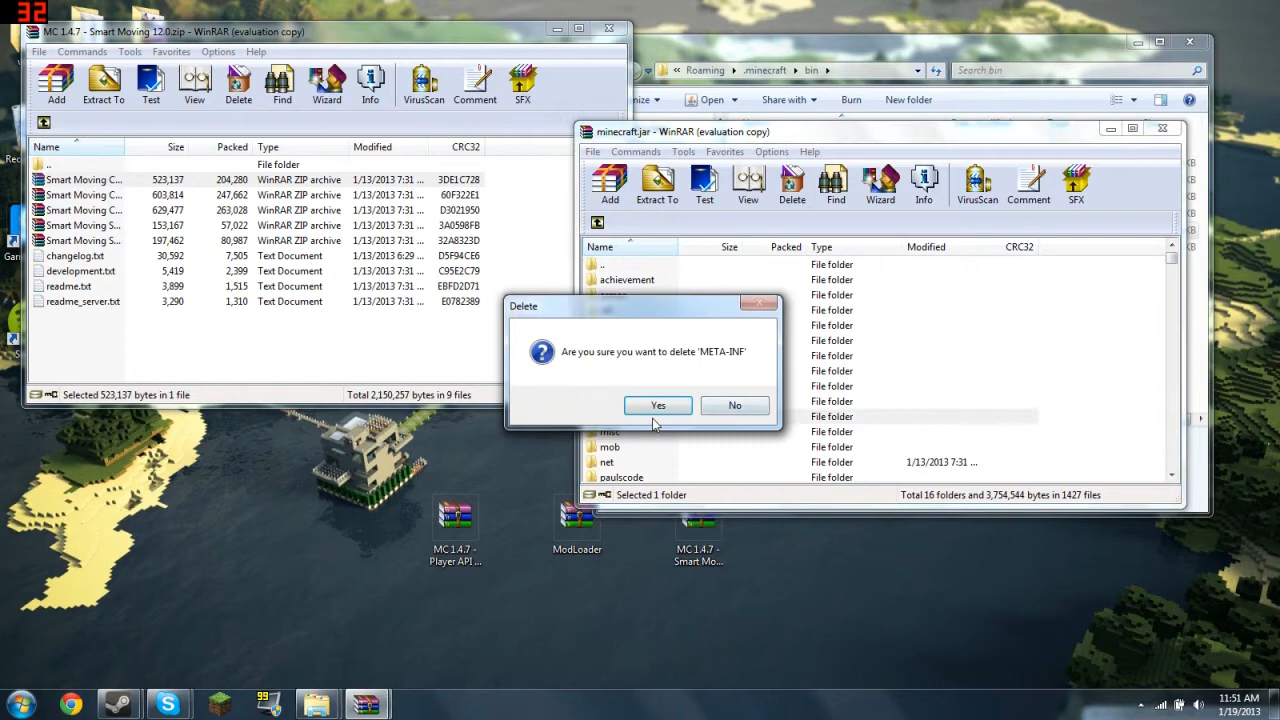 32
MC 1.4.7 - Smart Moving 12.0.zip - WinRAR (evaluation copy)
File Commands Tools Favorites Options Help
Add Extract To Test View Delete Find Wizard Info VirusScan Comment SFX
Name Size Packed Type Modified CRC32
.. File folder
Smart Moving C... 523,137 204,280 WinRAR ZIP archive 1/13/2013 7:31 ... 3DE1C728
Smart Moving C... 603,814 247,662 WinRAR ZIP archive 1/13/2013 7:31 ... 60F322E1
Smart Moving C... 629,477 263,028 WinRAR ZIP archive 1/13/2013 7:31 ... D3021950
Smart Moving S... 153,167 57,022 WinRAR ZIP archive 1/13/2013 7:31 ... 3A0598FB
Smart Moving S... 197,462 80,987 WinRAR ZIP archive 1/13/2013 7:31 ... 32A8323D
changelog.txt 30,592 7,505 Text Document 1/13/2013 6:29 ... D5F94CE6
development.txt 5,419 2,399 Text Document 1/13/2013 7:31 ... C95E2C79
readme.txt 3,899 1,515 Text Document 1/13/2013 7:31 ... EBFD2D71
readme_server.txt 3,290 1,310 Text Document 1/13/2013 7:31 ... E0782389
Selected 523,137 bytes in 1 file Total 2,150,257 bytes in 9 files
« Roaming ▸ .minecraft ▸ bin ▸ Search bin
Open Share with Burn New folder
minecraft.jar - WinRAR (evaluation copy)
File Commands Tools Favorites Options Help
Add Extract To Test View Delete Find Wizard Info VirusScan Comment SFX
Name Size Packed Type Modified CRC32
.. File folder
achievement File folder
File folder
File folder
File folder
File folder
File folder
File folder
File folder
File folder
File folder
misc File folder
mob File folder
net File folder 1/13/2013 7:31 ...
paulscode File folder
Selected 1 folder Total 16 folders and 3,754,544 bytes in 1427 files
Delete
Are you sure you want to delete 'META-INF'
Yes No
MC 1.4.7 -
Player API ...
ModLoader
MC 1.4.7 -
Smart Mo...
99
11:51 AM
1/19/2013